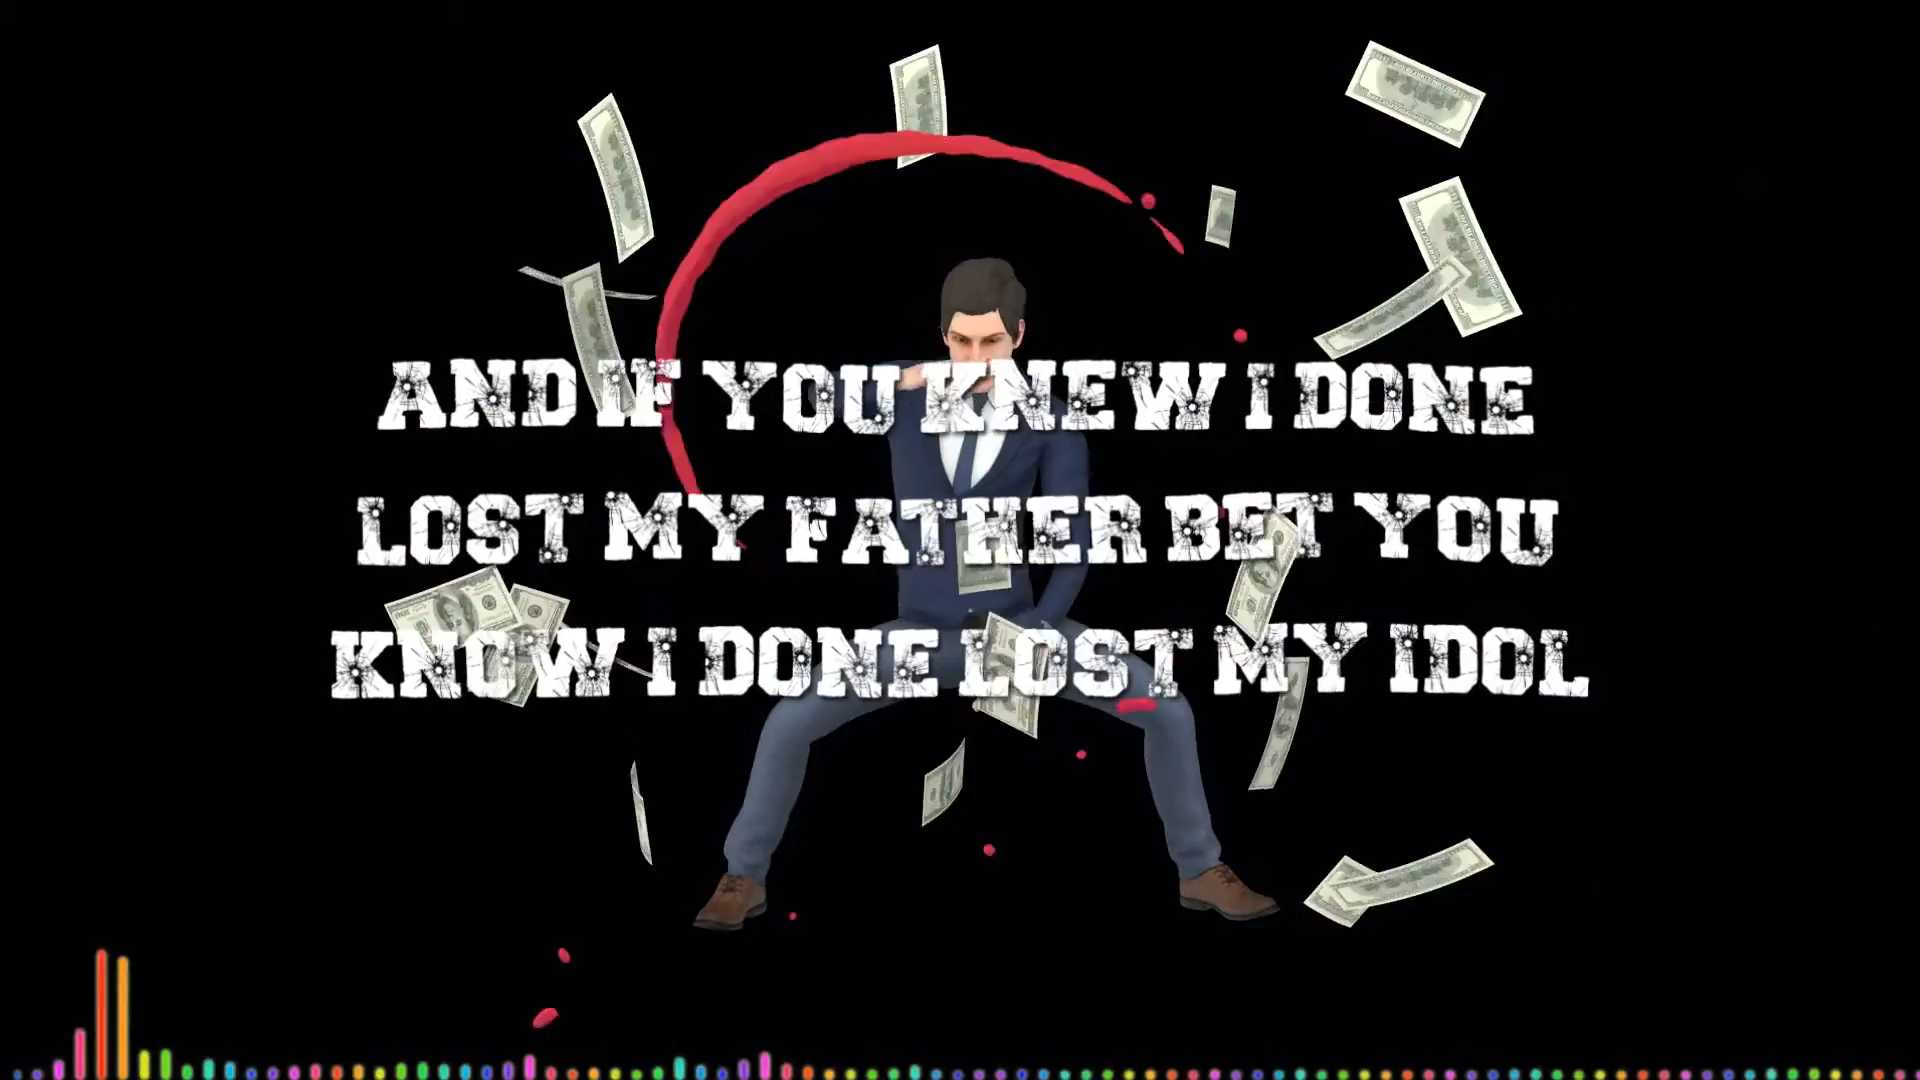 AND IF YOU KNEW I DONE
LOST MY FATHER BET YOU
KNOW I DONE LOST MY IDOL